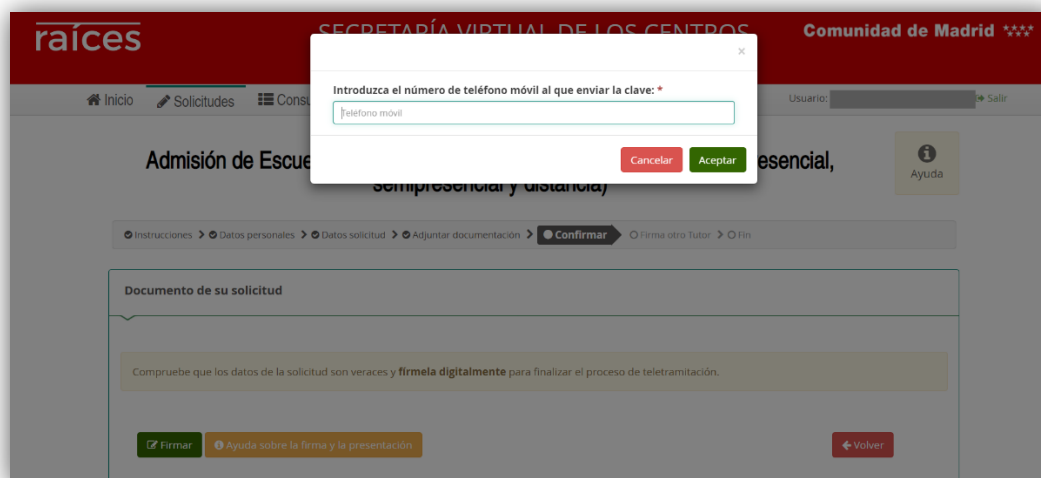 raíces
SECRETARÍA VIRTUAL DE LOS CENTROS
Comunidad de Madrid
×
Introduzca el número de teléfono móvil al que enviar la clave: *
Teléfono móvil
Cancelar Aceptar
Inicio Solicitudes Consu
Usuario: Salir
Admisión de Escue esencial,
semipresencial y distancia)
Ayuda
Instrucciones Datos personales Datos solicitud Adjuntar documentación Confirmar Firma otro Tutor Fin
Documento de su solicitud
Compruebe que los datos de la solicitud son veraces y fírmela digitalmente para finalizar el proceso de teletramitación.
Firmar Ayuda sobre la firma y la presentación Volver